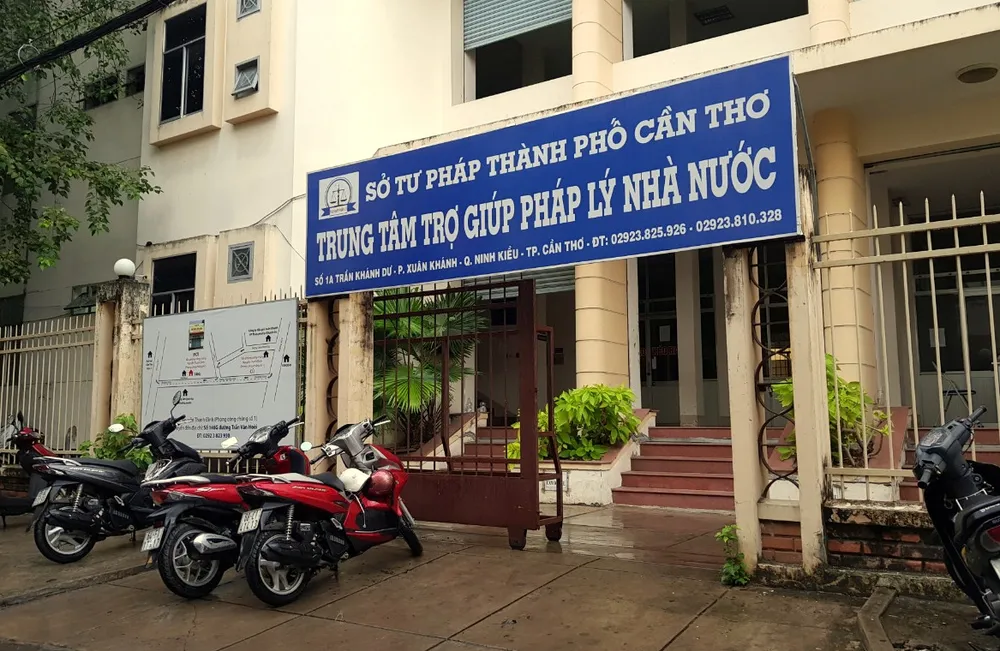 SỞ TƯ PHÁP THÀNH PHỐ CẦN THƠ
TRUNG TÂM TRỢ GIÚP PHÁP LÝ NHÀ NƯỚC
SỐ 1A TRẦN KHÁNH DƯ - P. XUÂN KHÁNH - Q. NINH KIỀU - TP. CẦN THƠ - ĐT: 02923.825.926 - 02923.810.328